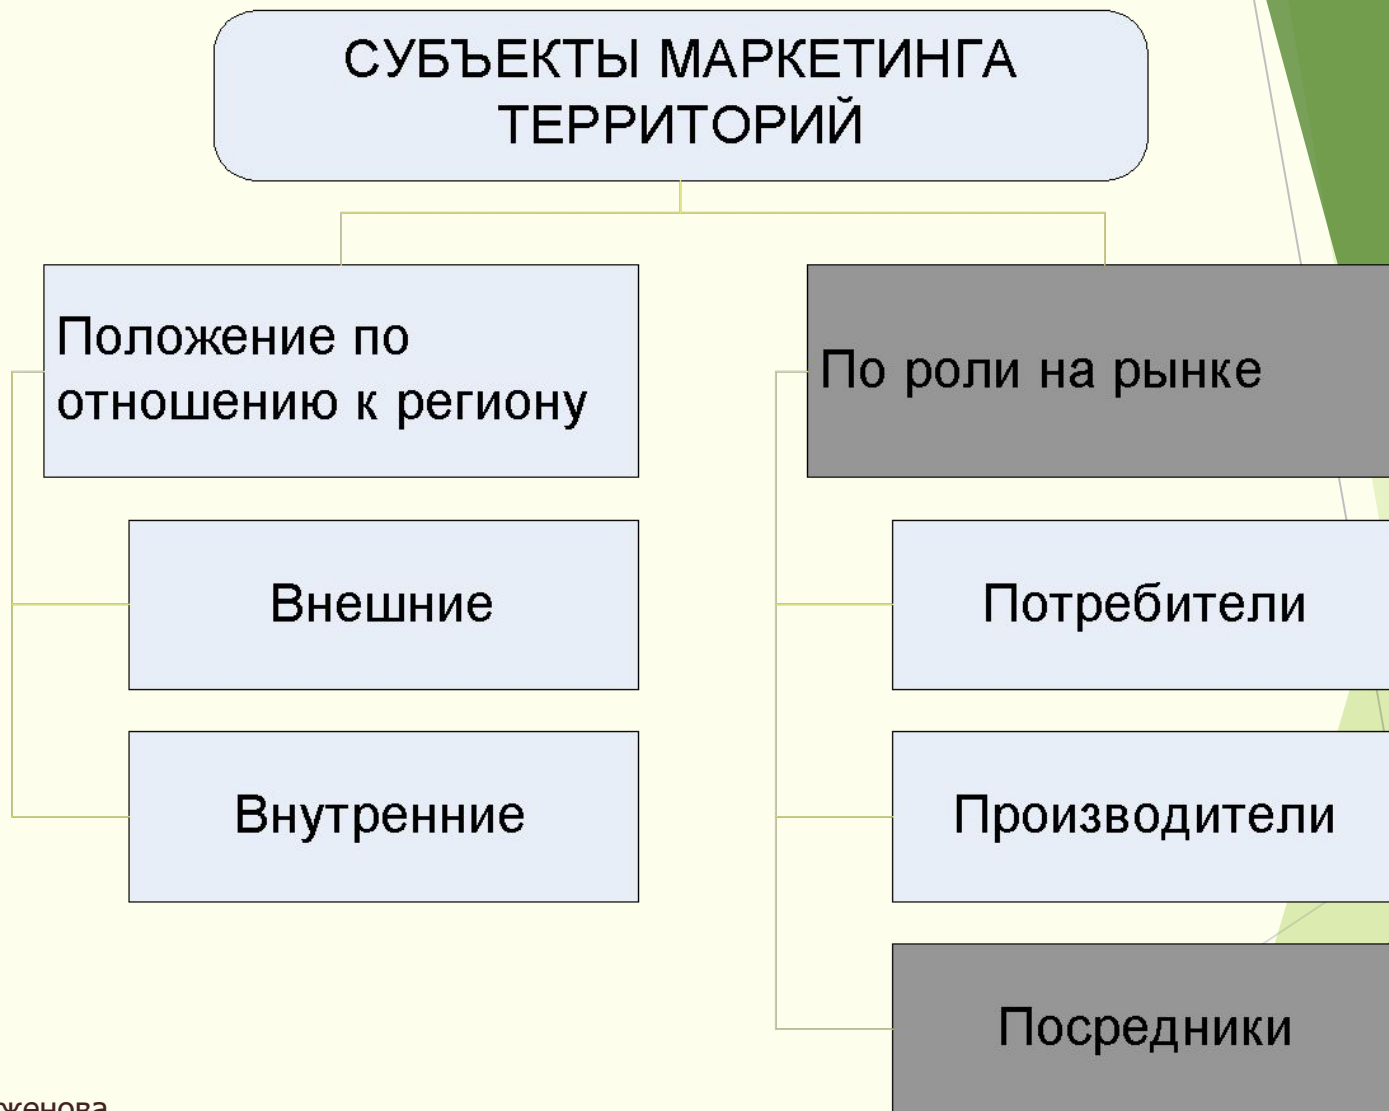 СУБЪЕКТЫ МАРКЕТИНГА
ТЕРРИТОРИЙ
Положение по
отношению к региону
Внешние
Внутренние
По роли на рынке
Потребители
Производители
Посредники